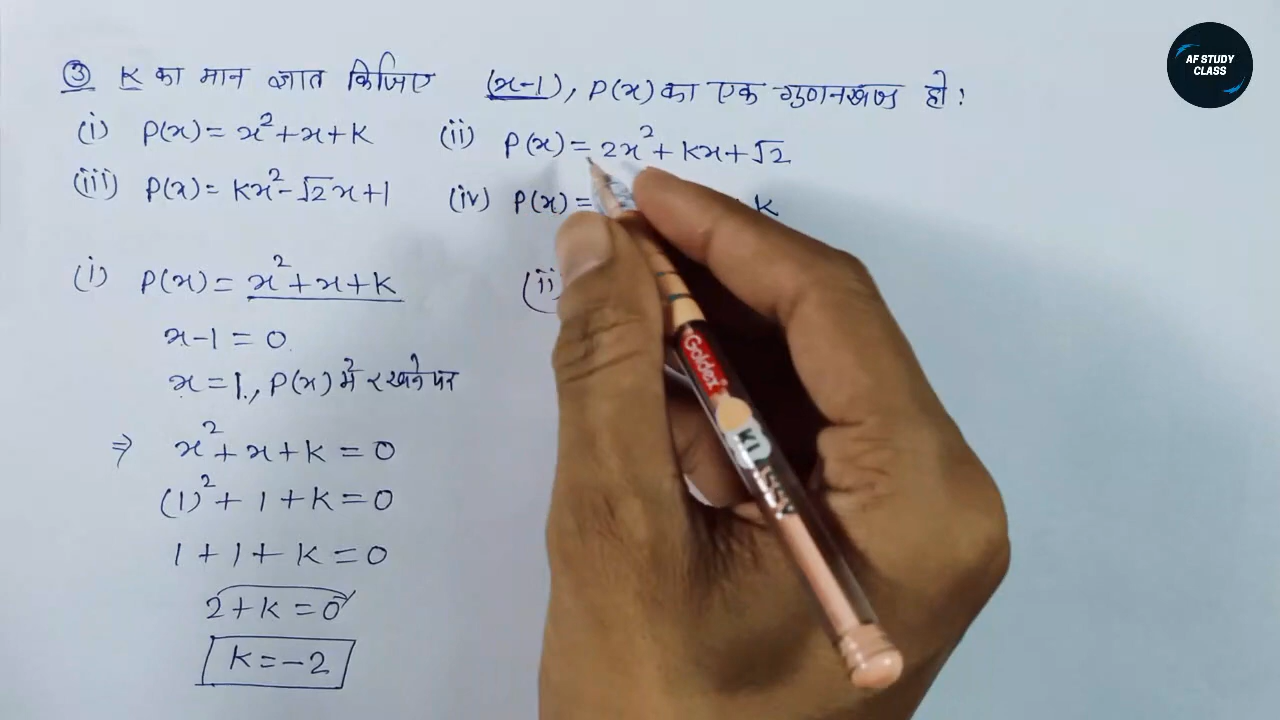 ③ K का मान ज्ञात किजिए (x-1), P(x) का एक गुणनखण्ड हो!
(i) P(x) = x² + x + K (ii) P(x) = 2x² + Kx + √2
(iii) P(x) = Kx² - √2x + 1 (iv) P(x) = K
(i) P(x) = x² + x + K (ii
x - 1 = 0
x = 1, P(x) में रखने पर
⇒ x² + x + K = 0
(1)² + 1 + K = 0
1 + 1 + K = 0
2 + K = 0
K = -2
AF STUDY
CLASS
Goldex